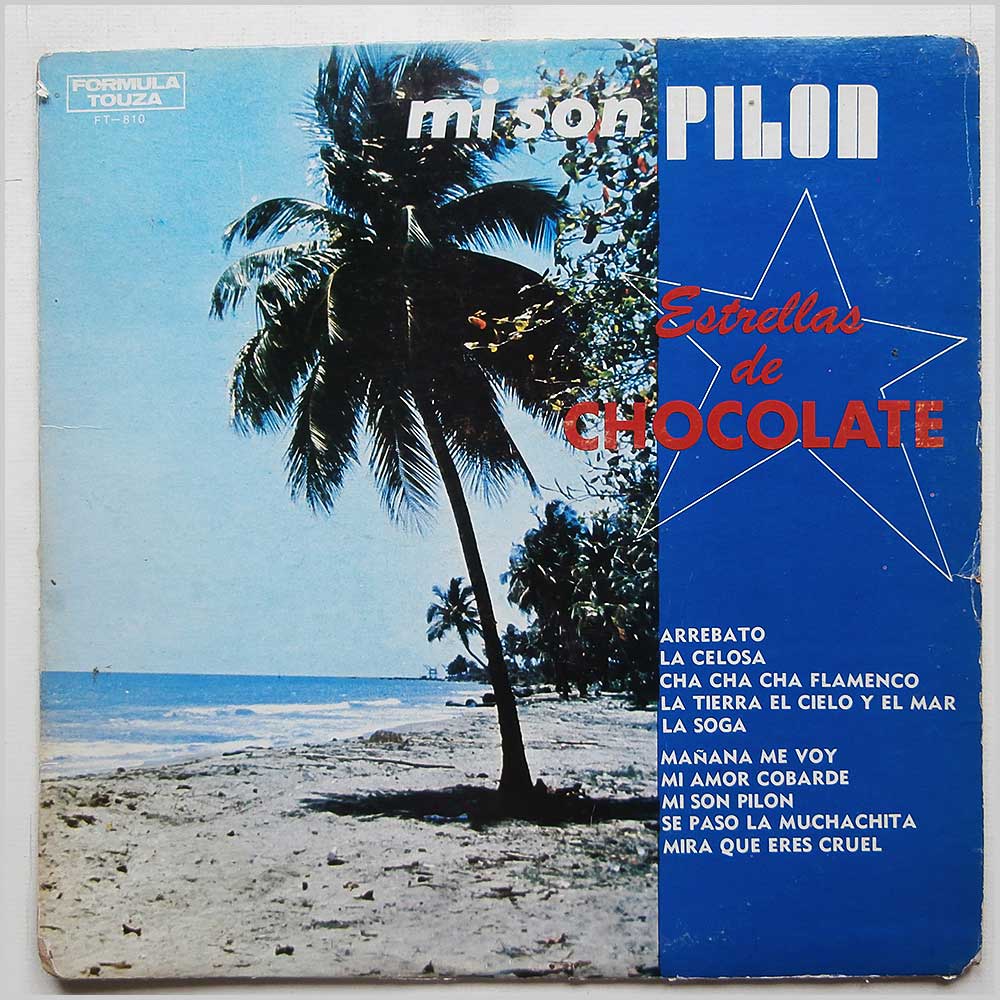 FORMULA
TOUZA
FT-810
mi son PILON
Estrellas
de
CHOCOLATE
ARREBATO
LA CELOSA
CHA CHA CHA FLAMENCO
LA TIERRA EL CIELO Y EL MAR
LA SOGA
MAÑANA ME VOY
MI AMOR COBARDE
MI SON PILON
SE PASO LA MUCHACHITA
MIRA QUE ERES CRUEL